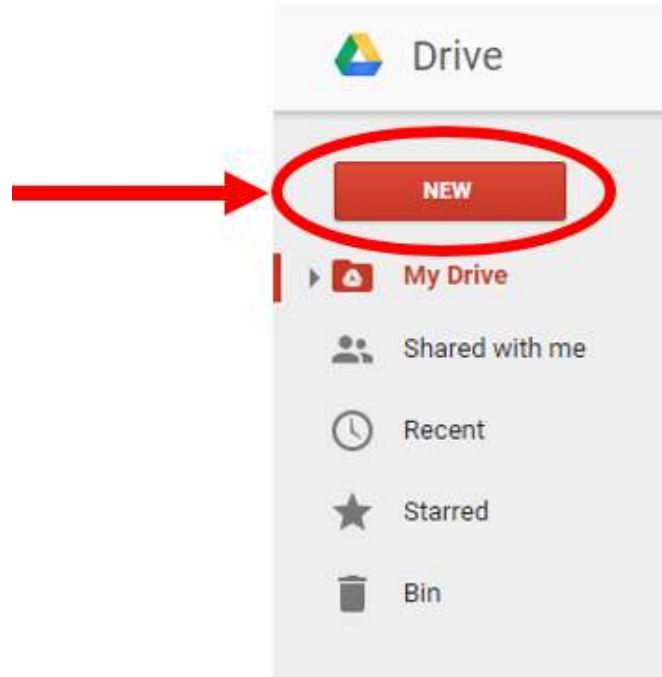 Drive
NEW
My Drive
Shared with me
Recent
Starred
Bin